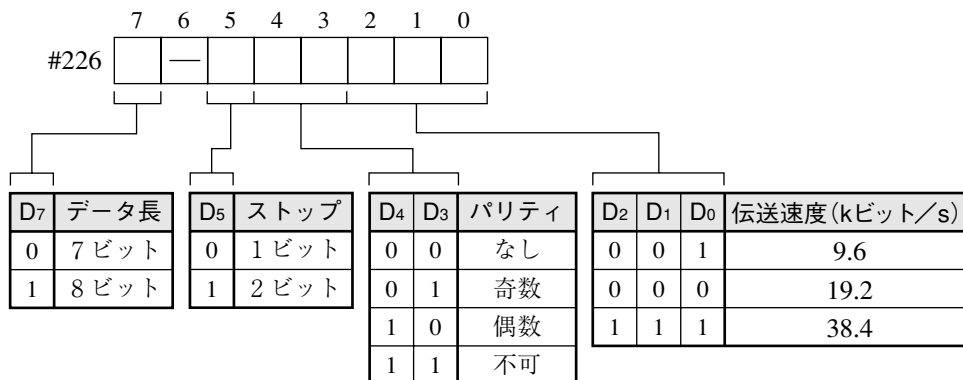 7 6 5 4 3 2 1 0
#226 —
D7 データ長
0 7ビット
1 8ビット
D5 ストップ
0 1ビット
1 2ビット
D4 D3 パリティ
0 0 なし
0 1 奇数
1 0 偶数
1 1 不可
D2 D1 D0 伝送速度(kビット/s)
0 0 1 9.6
0 0 0 19.2
1 1 1 38.4